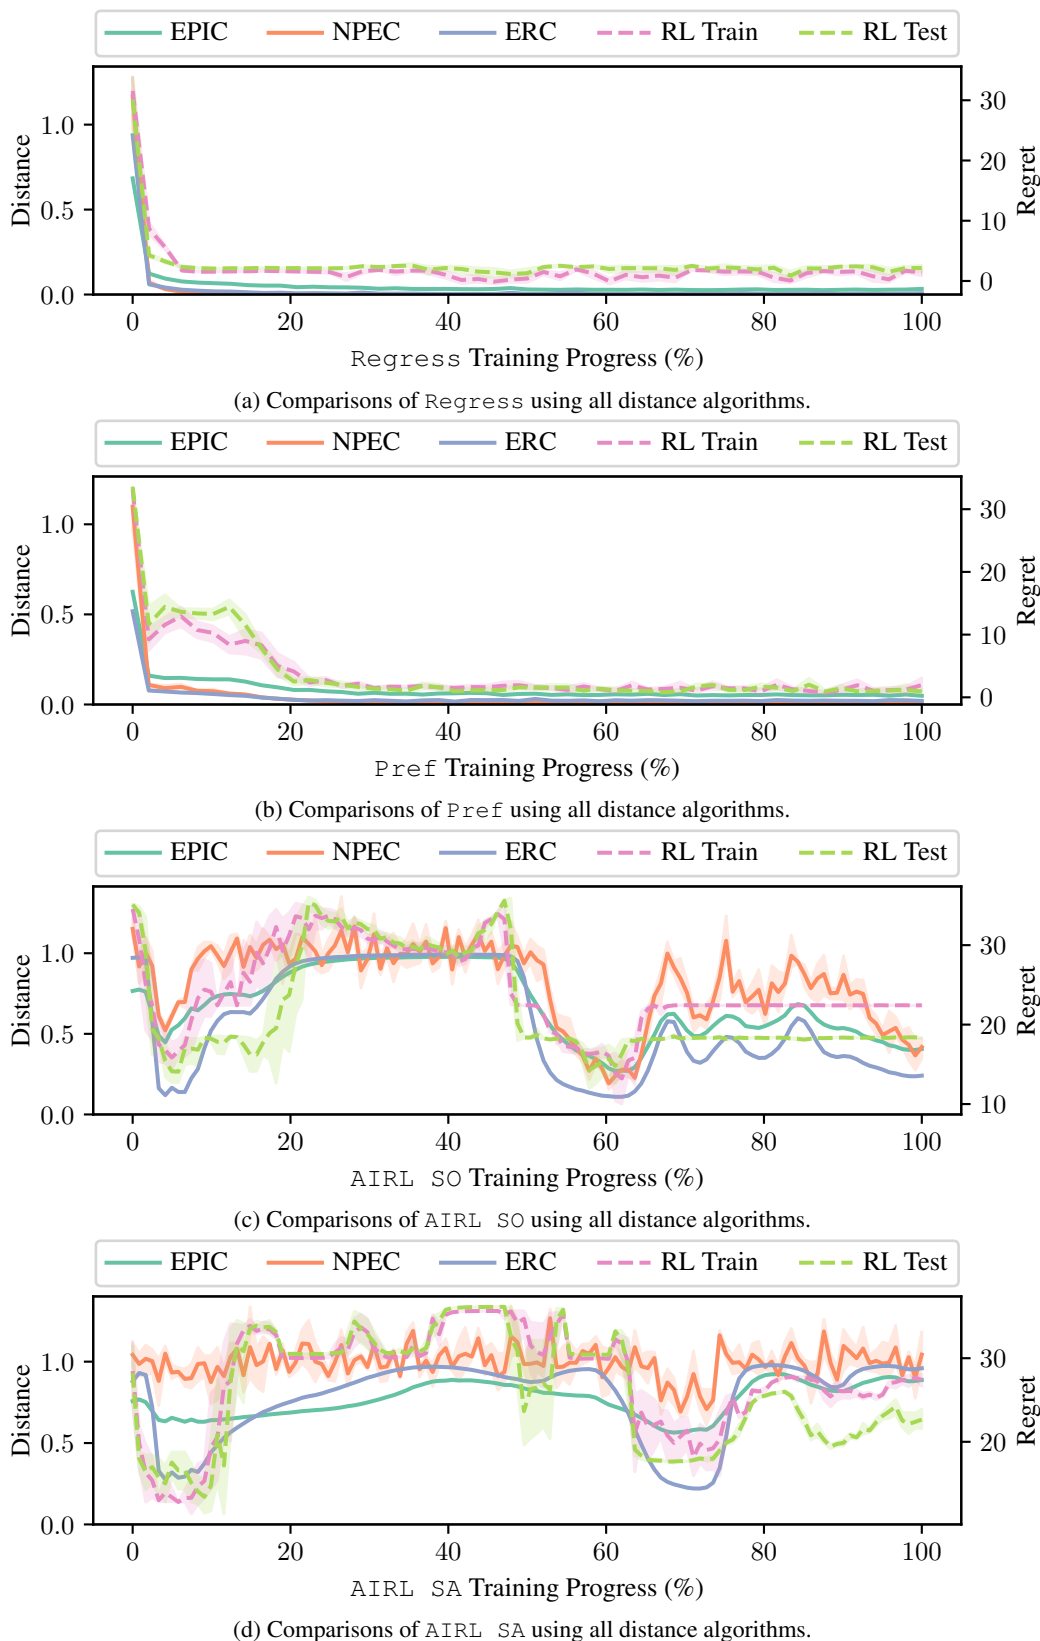 EPIC NPEC ERC RL Train RL Test
1.0
0.5
0.0
Distance
30
20
10
0
Regret
0 20 40 60 80 100
Regress Training Progress (%)
(a) Comparisons of Regress using all distance algorithms.
EPIC NPEC ERC RL Train RL Test
1.0
0.5
0.0
Distance
30
20
10
0
Regret
0 20 40 60 80 100
Pref Training Progress (%)
(b) Comparisons of Pref using all distance algorithms.
EPIC NPEC ERC RL Train RL Test
1.0
0.5
0.0
Distance
30
20
10
Regret
0 20 40 60 80 100
AIRL SO Training Progress (%)
(c) Comparisons of AIRL SO using all distance algorithms.
EPIC NPEC ERC RL Train RL Test
1.0
0.5
0.0
Distance
30
20
Regret
0 20 40 60 80 100
AIRL SA Training Progress (%)
(d) Comparisons of AIRL SA using all distance algorithms.